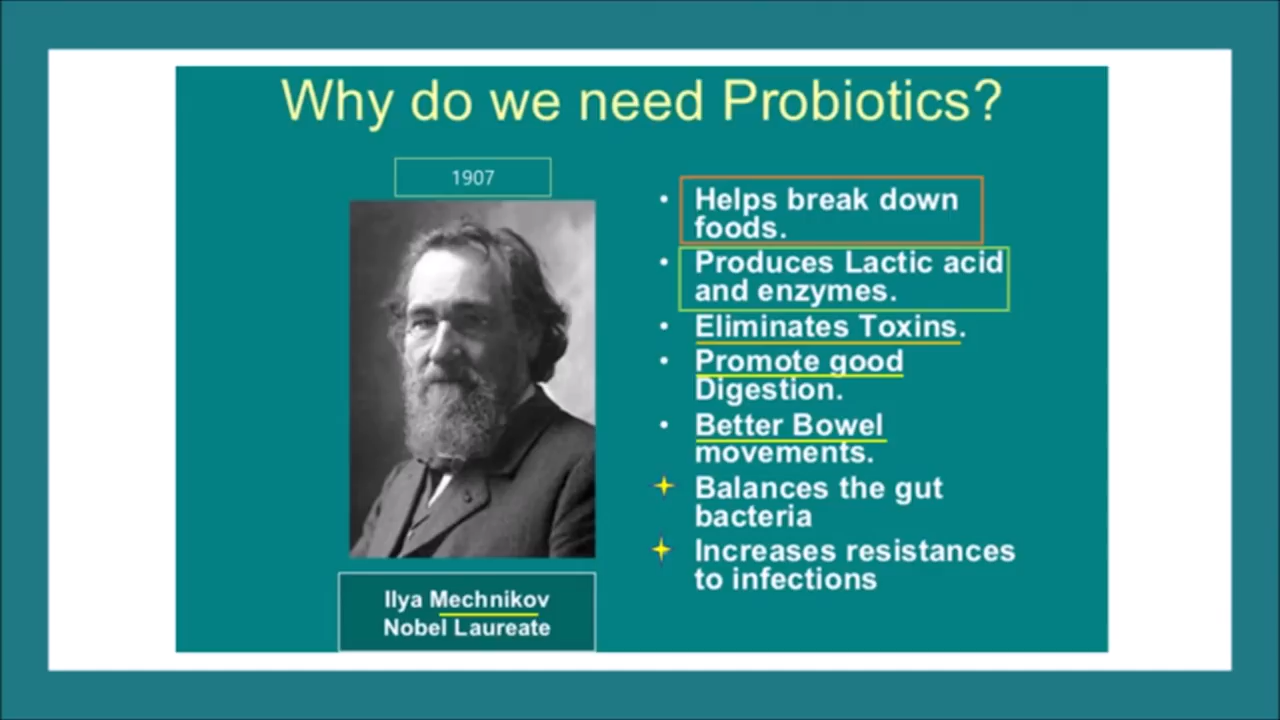 Why do we need Probiotics?
1907
Ilya Mechnikov
Nobel Laureate
• Helps break down
foods.
• Produces Lactic acid
and enzymes.
• Eliminates Toxins.
• Promote good
Digestion.
• Better Bowel
movements.
Balances the gut
bacteria
Increases resistances
to infections